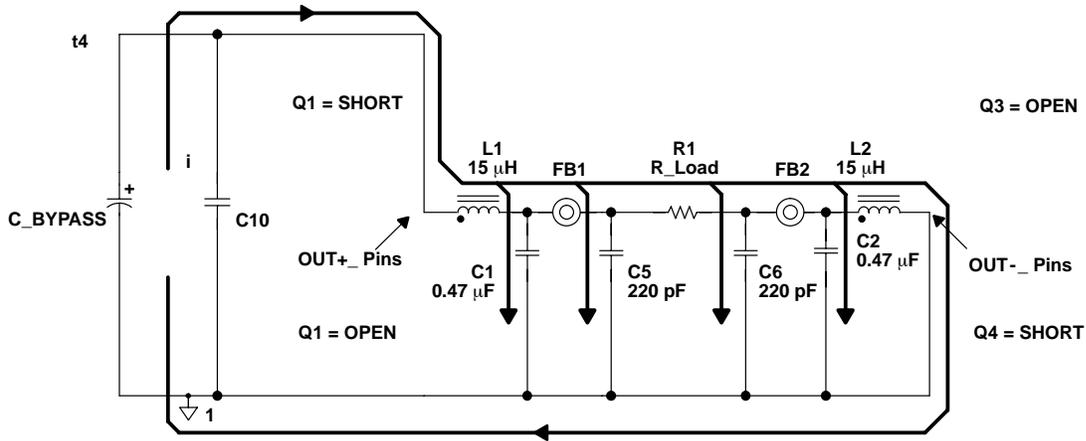 t4
Q1 = SHORT
Q3 = OPEN
L1
15 μH
FB1
R1
R_Load
FB2
L2
15 μH
i
+
C_BYPASS
C10
OUT+_ Pins
C1
0.47 μF
C5
220 pF
C6
220 pF
C2
0.47 μF
OUT-_ Pins
Q1 = OPEN
Q4 = SHORT
1